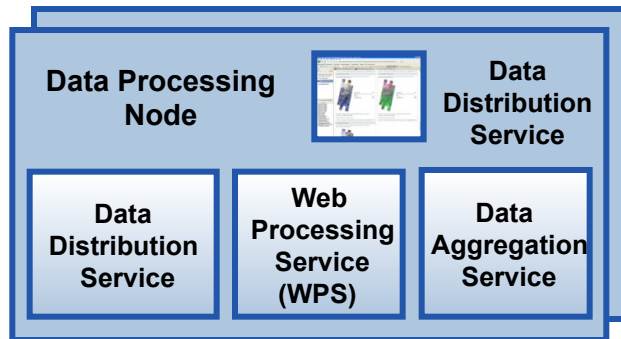 Data Processing
Node
Data
Distribution
Service
Data
Distribution
Service
Web
Processing
Service
(WPS)
Data
Aggregation
Service